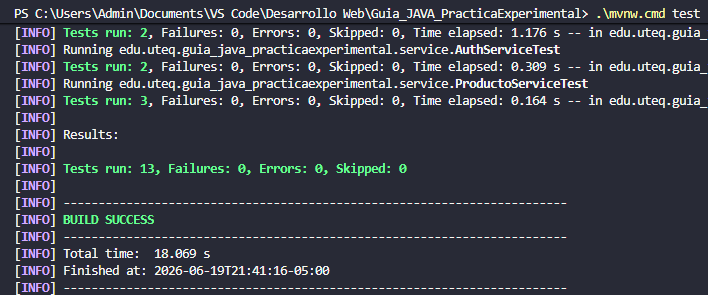 PS C:\Users\Admin\Documents\VS Code\Desarrollo Web\Guia_JAVA_PracticaExperimental> .\mvnw.cmd test
[INFO] Tests run: 2, Failures: 0, Errors: 0, Skipped: 0, Time elapsed: 1.176 s -- in edu.uteq.guia_
[INFO] Running edu.uteq.guia_java_practicaexperimental.service.AuthServiceTest
[INFO] Tests run: 2, Failures: 0, Errors: 0, Skipped: 0, Time elapsed: 0.309 s -- in edu.uteq.guia_
[INFO] Running edu.uteq.guia_java_practicaexperimental.service.ProductoServiceTest
[INFO] Tests run: 3, Failures: 0, Errors: 0, Skipped: 0, Time elapsed: 0.164 s -- in edu.uteq.guia_
[INFO]
[INFO] Results:
[INFO]
[INFO] Tests run: 13, Failures: 0, Errors: 0, Skipped: 0
[INFO]
[INFO] ------------------------------------------------------------------------
[INFO] BUILD SUCCESS
[INFO] ------------------------------------------------------------------------
[INFO] Total time:  18.069 s
[INFO] Finished at: 2026-06-19T21:41:16-05:00
[INFO] ------------------------------------------------------------------------